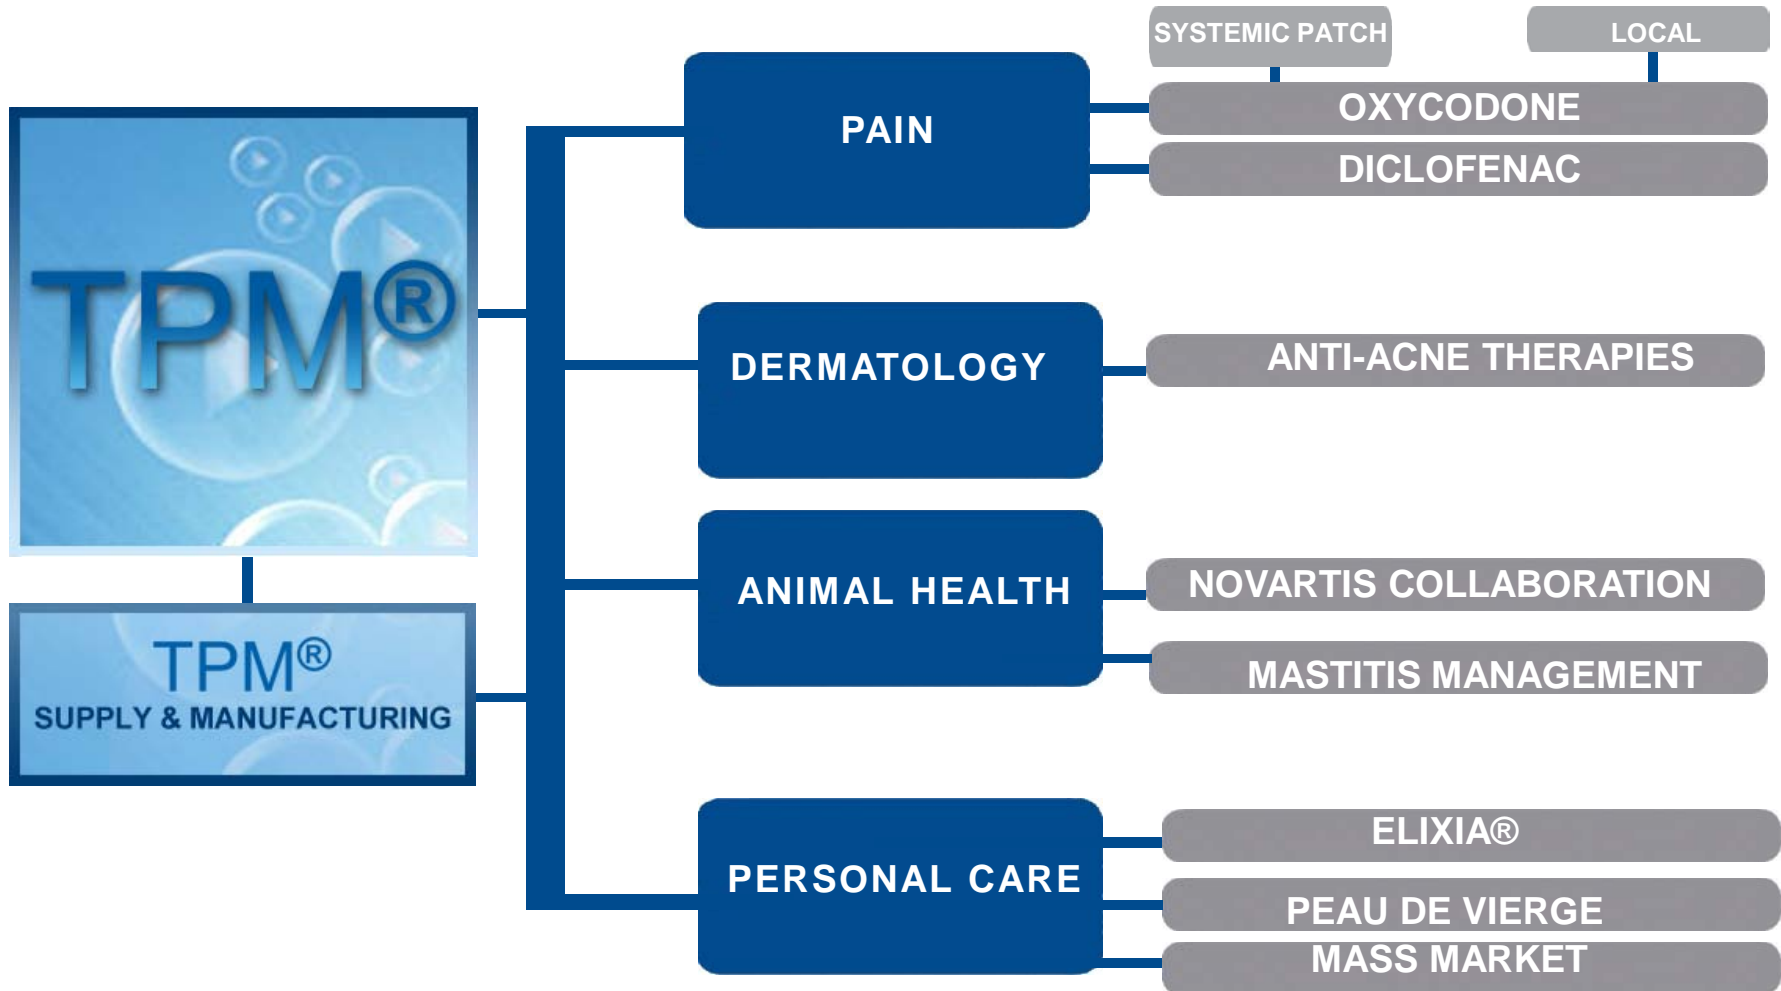 SYSTEMIC PATCH
LOCAL
TPM®
TPM®
SUPPLY & MANUFACTURING
PAIN
OXYCODONE
DICLOFENAC
DERMATOLOGY
ANTI-ACNE THERAPIES
ANIMAL HEALTH
NOVARTIS COLLABORATION
MASTITIS MANAGEMENT
PERSONAL CARE
ELIXIA®
PEAU DE VIERGE
MASS MARKET